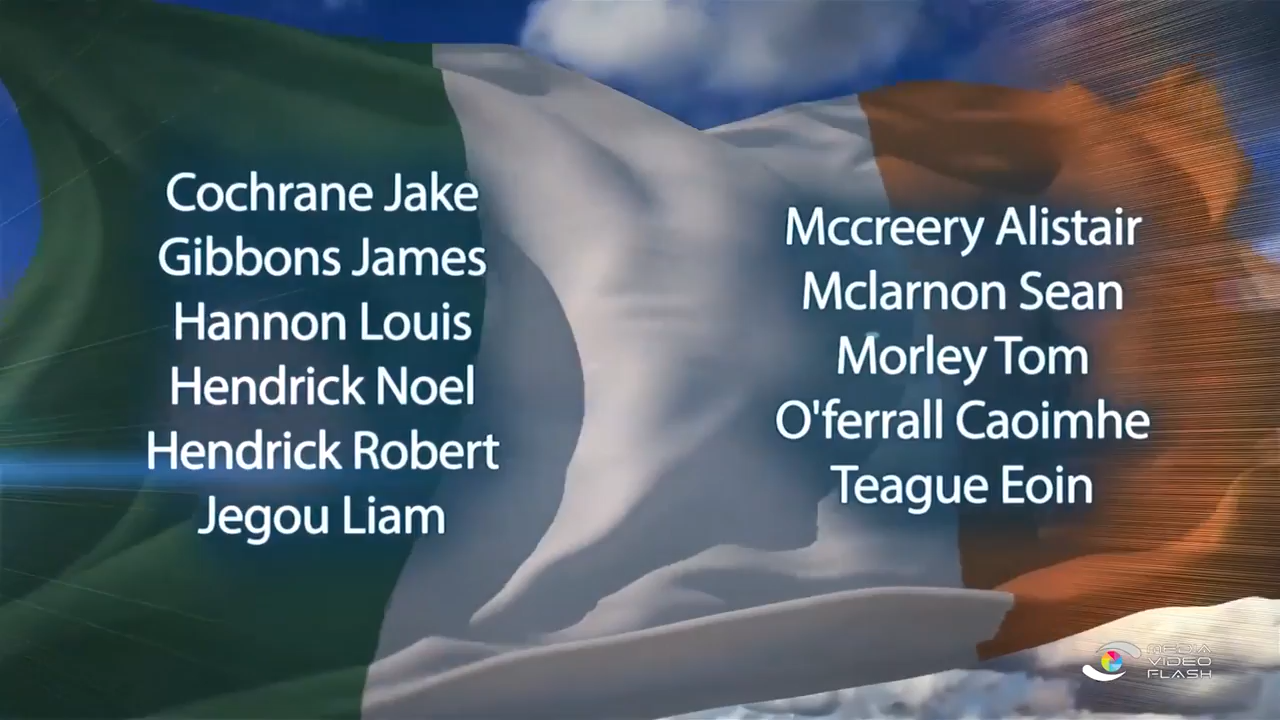 Cochrane Jake
Gibbons James
Hannon Louis
Hendrick Noel
Hendrick Robert
Jegou Liam
Mccreery Alistair
Mclarnon Sean
Morley Tom
O'ferrall Caoimhe
Teague Eoin
MEDIA
VIDEO
FLASH